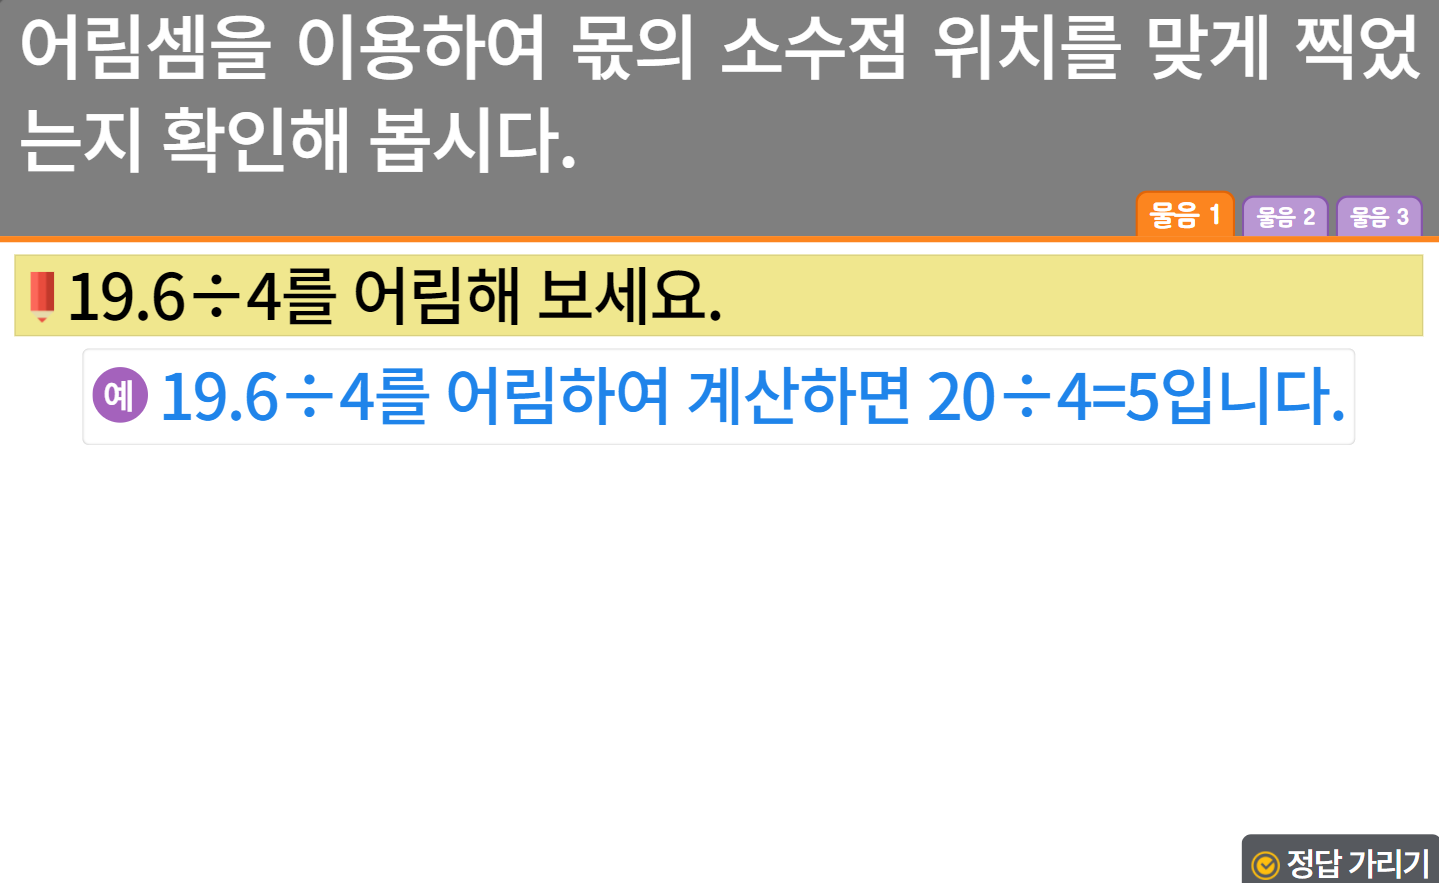 어림셈을 이용하여 몫의 소수점 위치를 맞게 찍었
는지 확인해 봅시다.
물음 1 물음 2 물음 3
19.6÷4를 어림해 보세요.
예 19.6÷4를 어림하여 계산하면 20÷4=5입니다.
정답 가리기